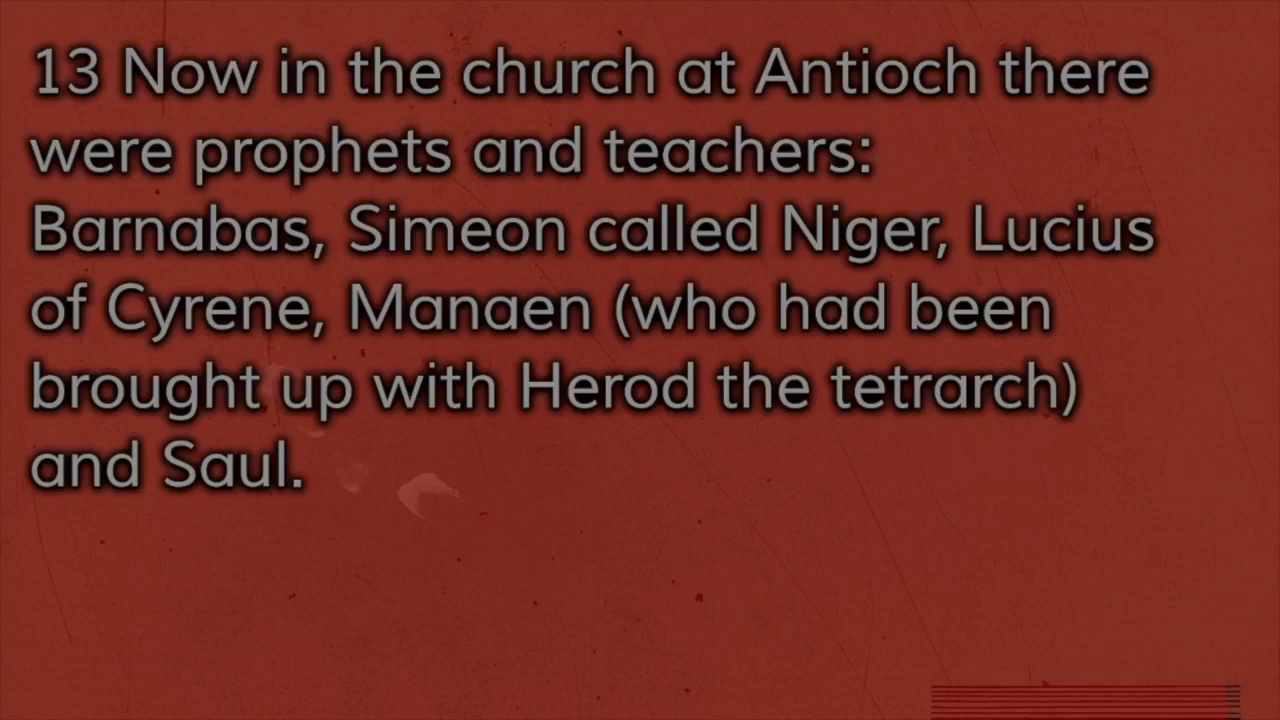 13 Now in the church at Antioch there
were prophets and teachers:
Barnabas, Simeon called Niger, Lucius
of Cyrene, Manaen (who had been
brought up with Herod the tetrarch)
and Saul.